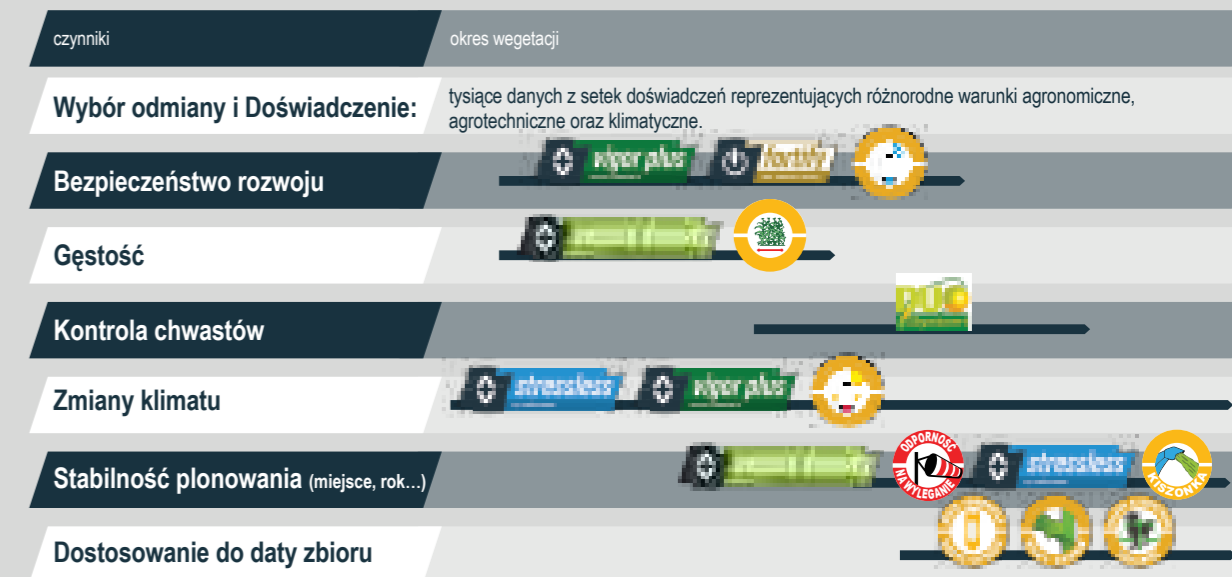 czynniki
okres wegetacji
Wybór odmiany i Doświadczenie:
tysiące danych z setek doświadczeń reprezentujących różnorodne warunki agronomiczne,
agrotechniczne oraz klimatyczne.
vigor plus
Bezpieczeństwo rozwoju
Gęstość
Kontrola chwastów
stressless
vigor plus
Zmiany klimatu
ODPORNOŚĆ
NA WYLEGANIE
stressless
KISZONKA
Stabilność plonowania (miejsce, rok...)
Dostosowanie do daty zbioru